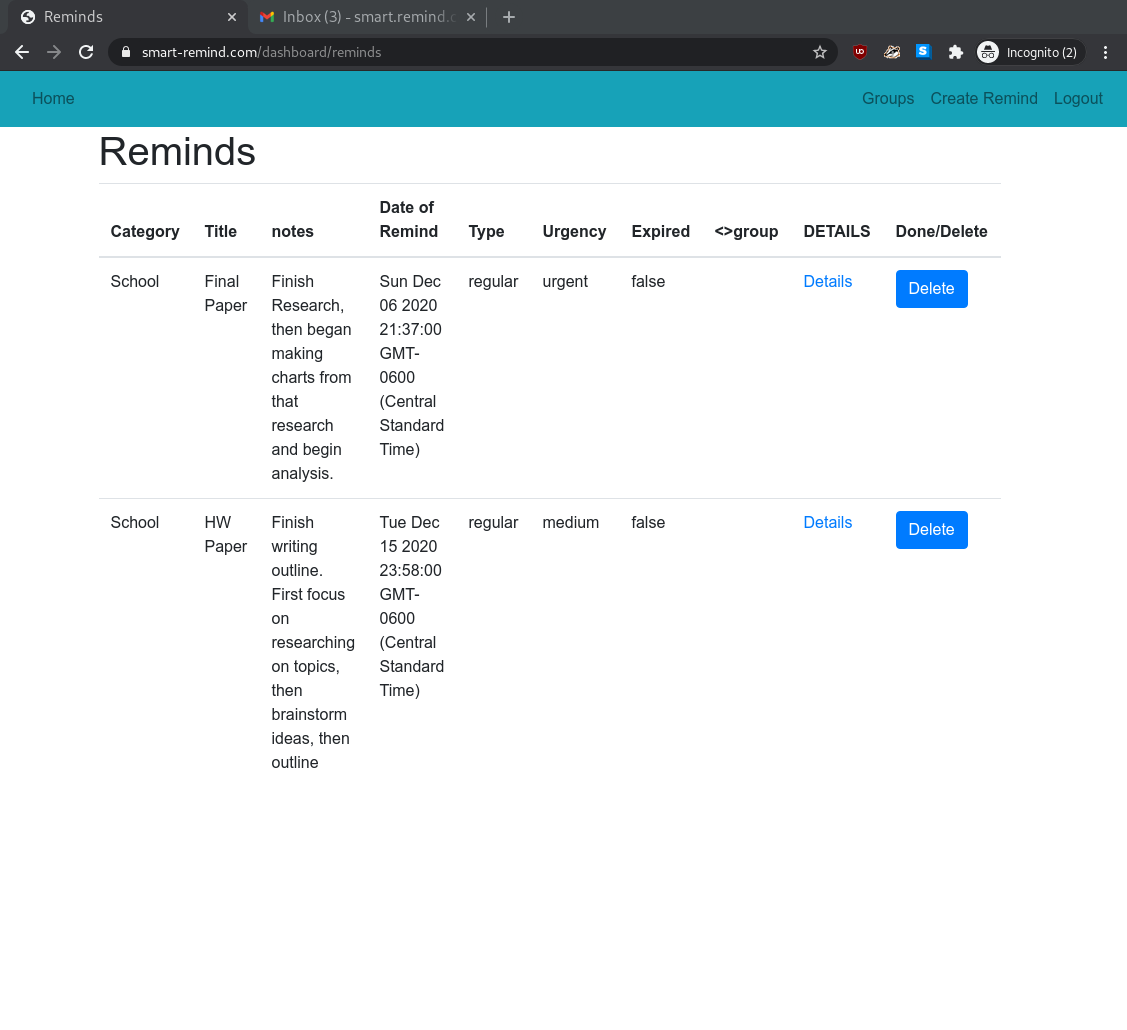 Reminds
Inbox (3) - smart.remind.c
smart-remind.com/dashboard/reminds
UD
S
Incognito (2)
Home
Groups
Create Remind
Logout
Reminds
Category
Title
notes
Date of
Remind
Type
Urgency
Expired
<>group
DETAILS
Done/Delete
School
Final
Paper
Finish
Research,
then began
making
charts from
that
research
and begin
analysis.
Sun Dec
06 2020
21:37:00
GMT-
0600
(Central
Standard
Time)
regular
urgent
false
Details
Delete
School
HW
Paper
Finish
writing
outline.
First focus
on
researching
on topics,
then
brainstorm
ideas, then
outline
Tue Dec
15 2020
23:58:00
GMT-
0600
(Central
Standard
Time)
regular
medium
false
Details
Delete